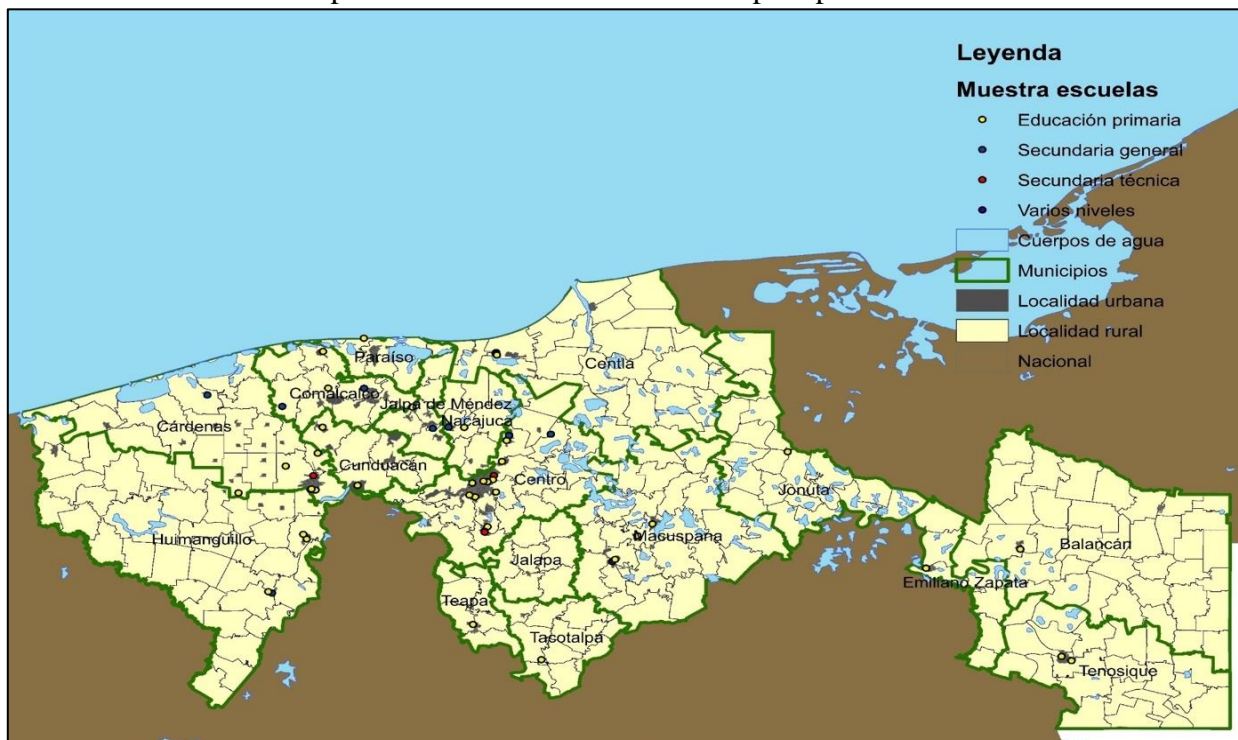 Leyenda
Muestra escuelas
Educación primaria
Secundaria general
Secundaria técnica
Varios niveles
Cuerpos de agua
Municipios
Localidad urbana
Localidad rural
Nacional
Paraíso
Centla
Comalcalco
Jalpa de Méndez
Nacajuca
Cárdenas
Cunduacán
Centro
Jonuta
Huimanguillo
Macuspana
Balancán
Jalapa
Emiliano Zapata
Teapa
Tacotalpa
Tenosique